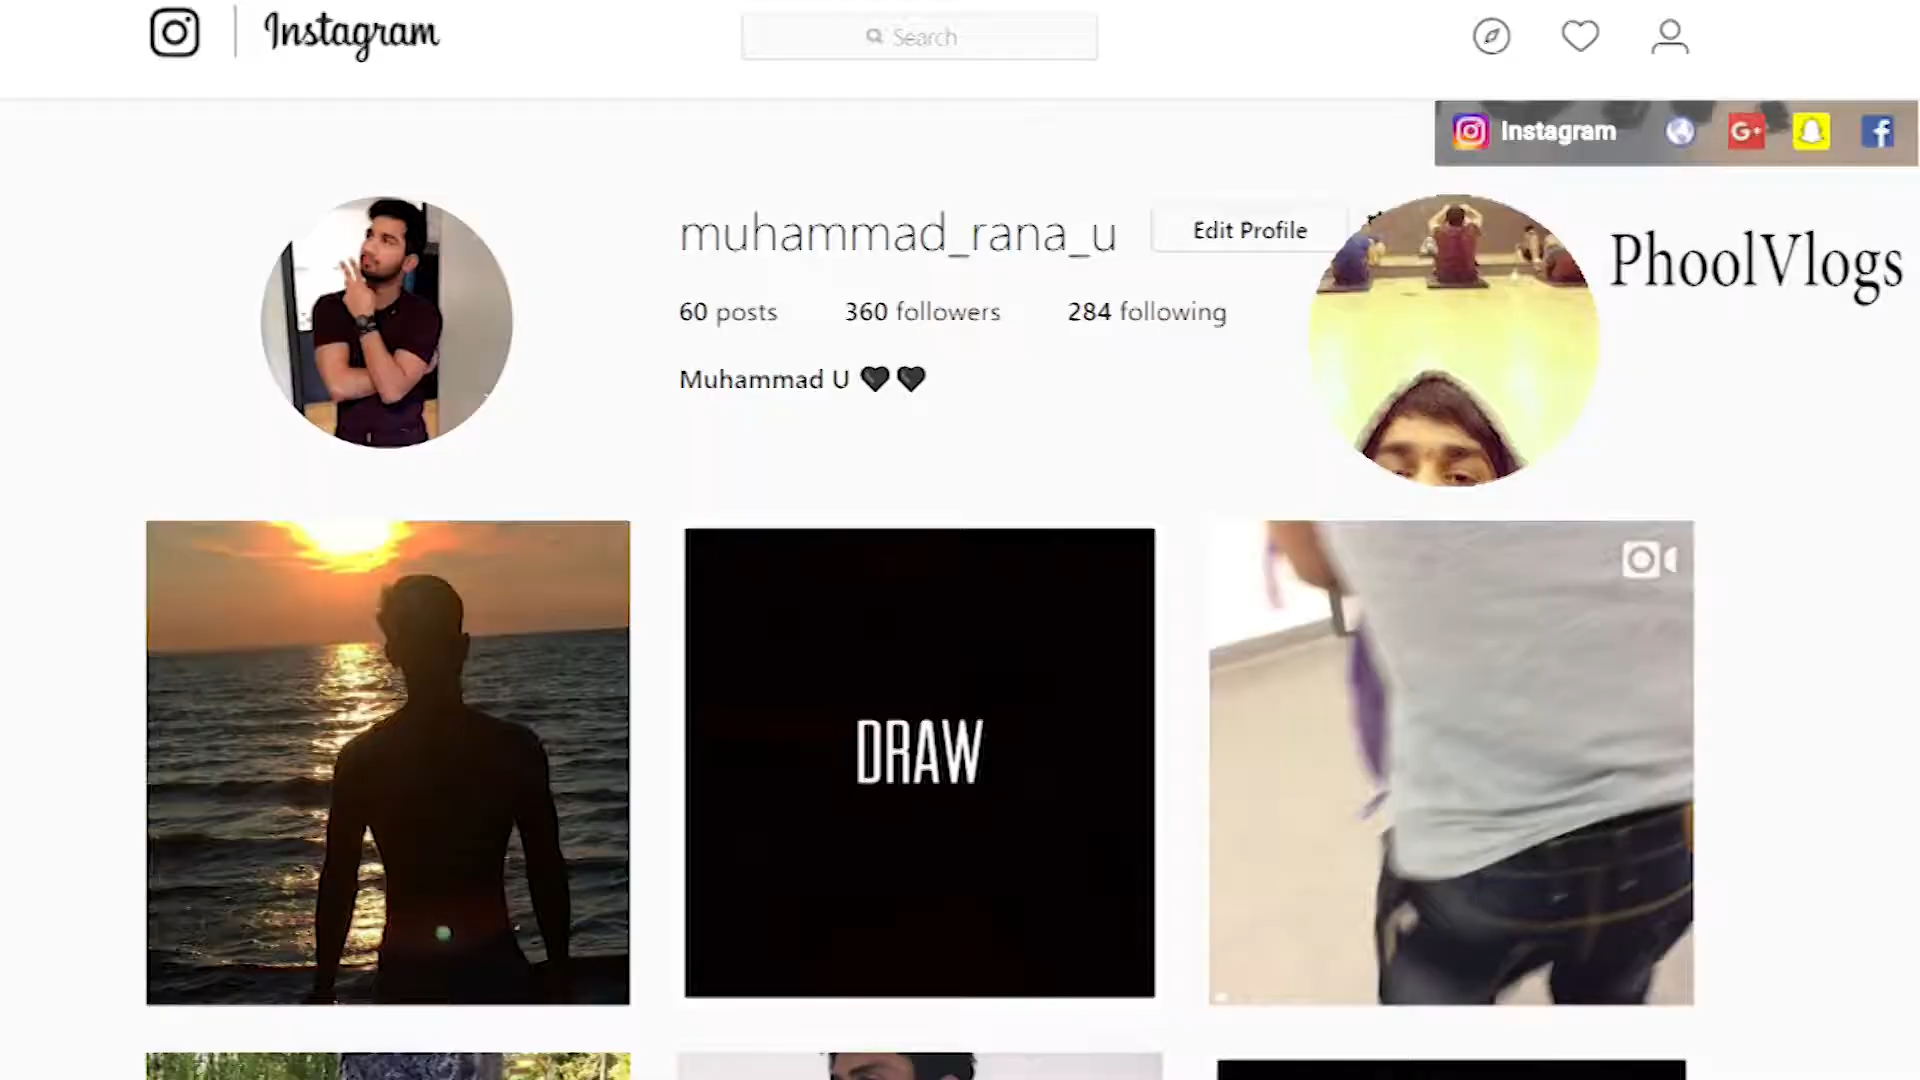 Instagram
Search
Instagram
G+
f
muhammad_rana_u
Edit Profile
PhoolVlogs
60 posts
360 followers
284 following
Muhammad U 🖤🖤
DRAW